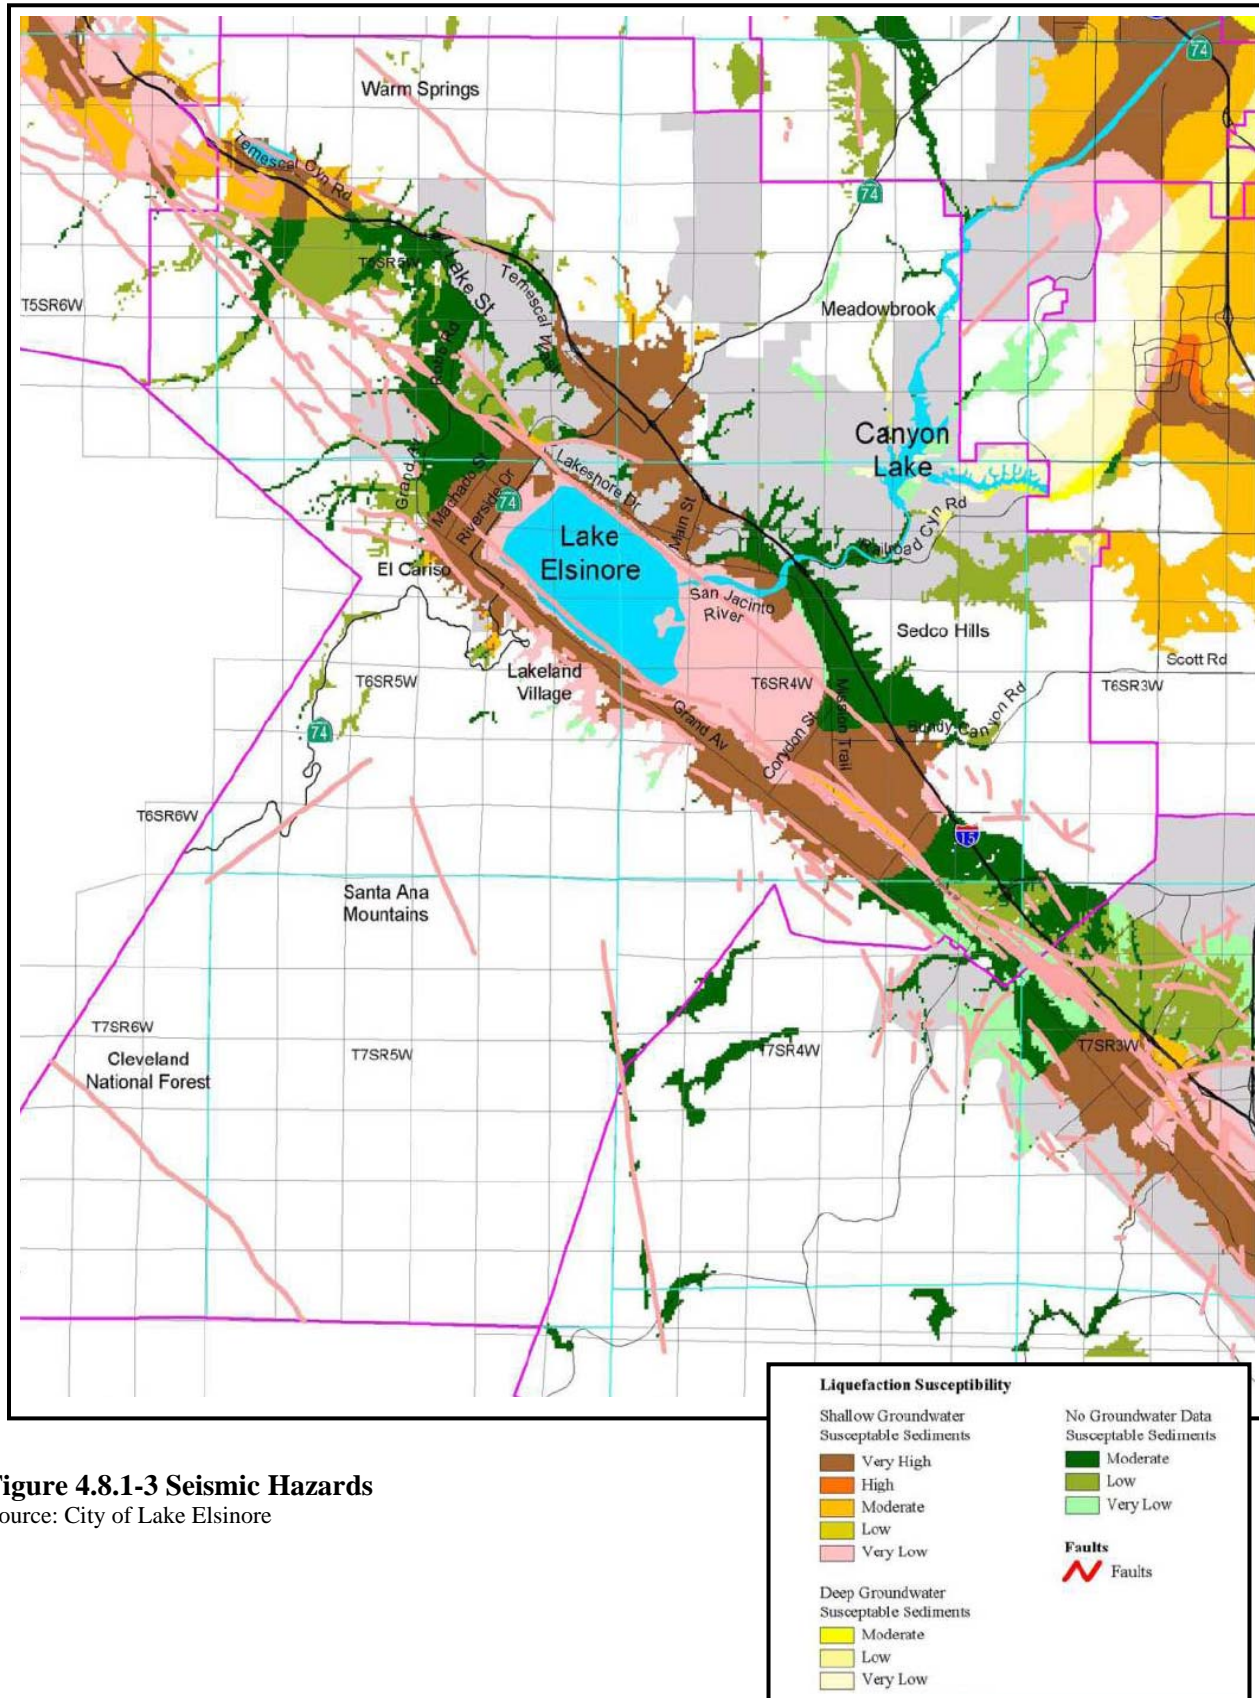 74
Warm Springs
Temescal Cyn Rd
74
T5SR5W
Lake St
Temescal
T5SR6W
Meadowbrook
Robb Rd
Canyon
Lake
Grand Av
Machado St
Riverside Dr
74
Lakeshore Dr
Main St
Railroad Cyn Rd
Lake
Elsinore
El Cariso
San Jacinto
River
Sedco Hills
Scott Rd
Lakeland
Village
T6SR5W
T6SR4W
T6SR3W
74
Grand Av
Corydon St
Mission Trail
Bundy Canyon Rd
T6SR6W
15
Santa Ana
Mountains
T7SR6W
Cleveland
National Forest
T7SR5W
T7SR4W
T7SR3W
Liquefaction Susceptibility
Shallow Groundwater
Susceptable Sediments
Very High
High
Moderate
Low
Very Low
Deep Groundwater
Susceptable Sediments
Moderate
Low
Very Low
No Groundwater Data
Susceptable Sediments
Moderate
Low
Very Low
Faults
Faults
igure 4.8.1-3 Seismic Hazards
ource: City of Lake Elsinore